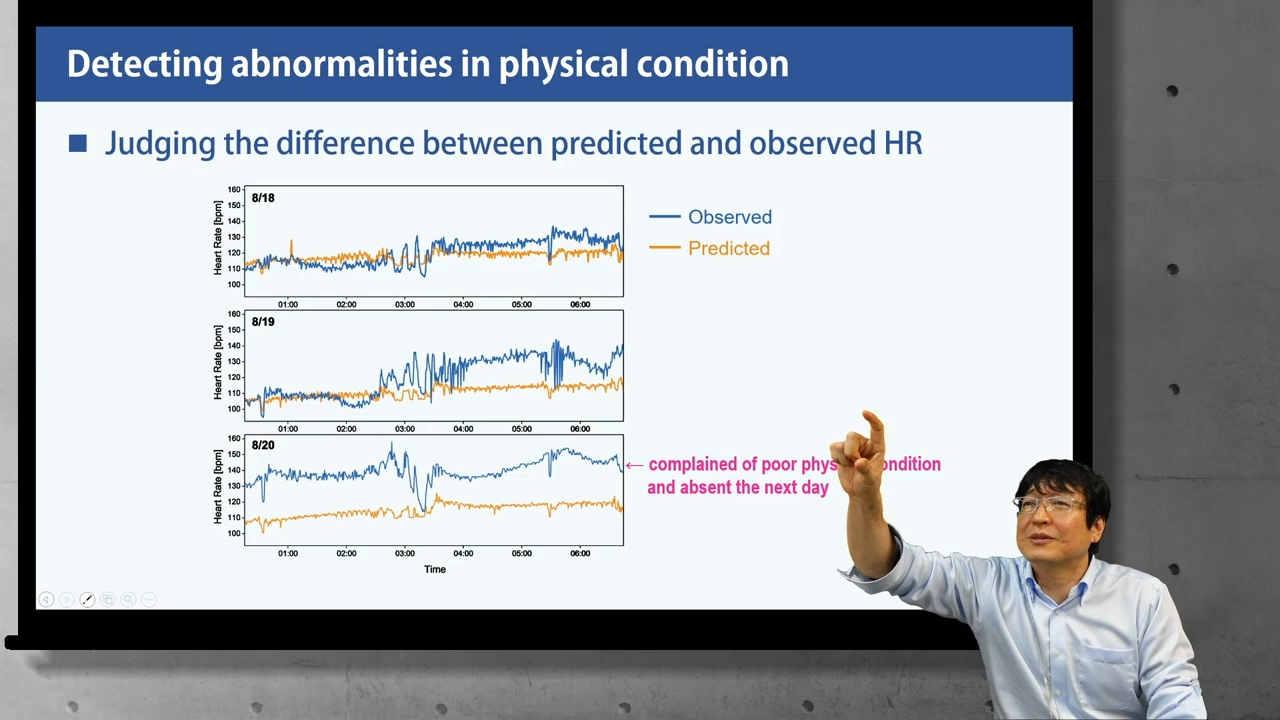 Detecting abnormalities in physical condition
Judging the difference between predicted and observed HR
Observed
Predicted
8/18
Heart Rate [bpm]
160
150
140
130
120
110
100
01:00 02:00 03:00 04:00 05:00 06:00
8/19
Heart Rate [bpm]
160
150
140
130
120
110
100
01:00 02:00 03:00 04:00 05:00 06:00
8/20
Heart Rate [bpm]
160
150
140
130
120
110
100
01:00 02:00 03:00 04:00 05:00 06:00
Time
← complained of poor phys ondition
and absent the next day